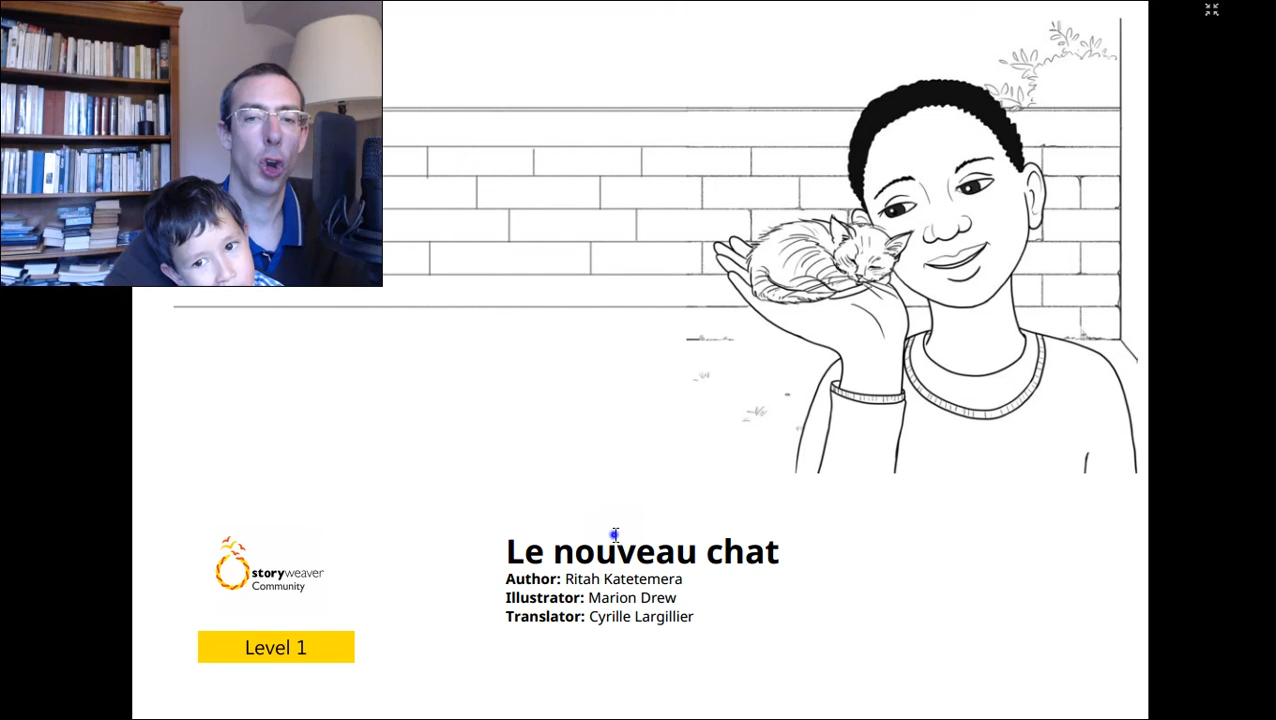 Le nouveau chat
Author: Ritah Katetemera
Illustrator: Marion Drew
Translator: Cyrille Largillier
storyweaver
Community
Level 1